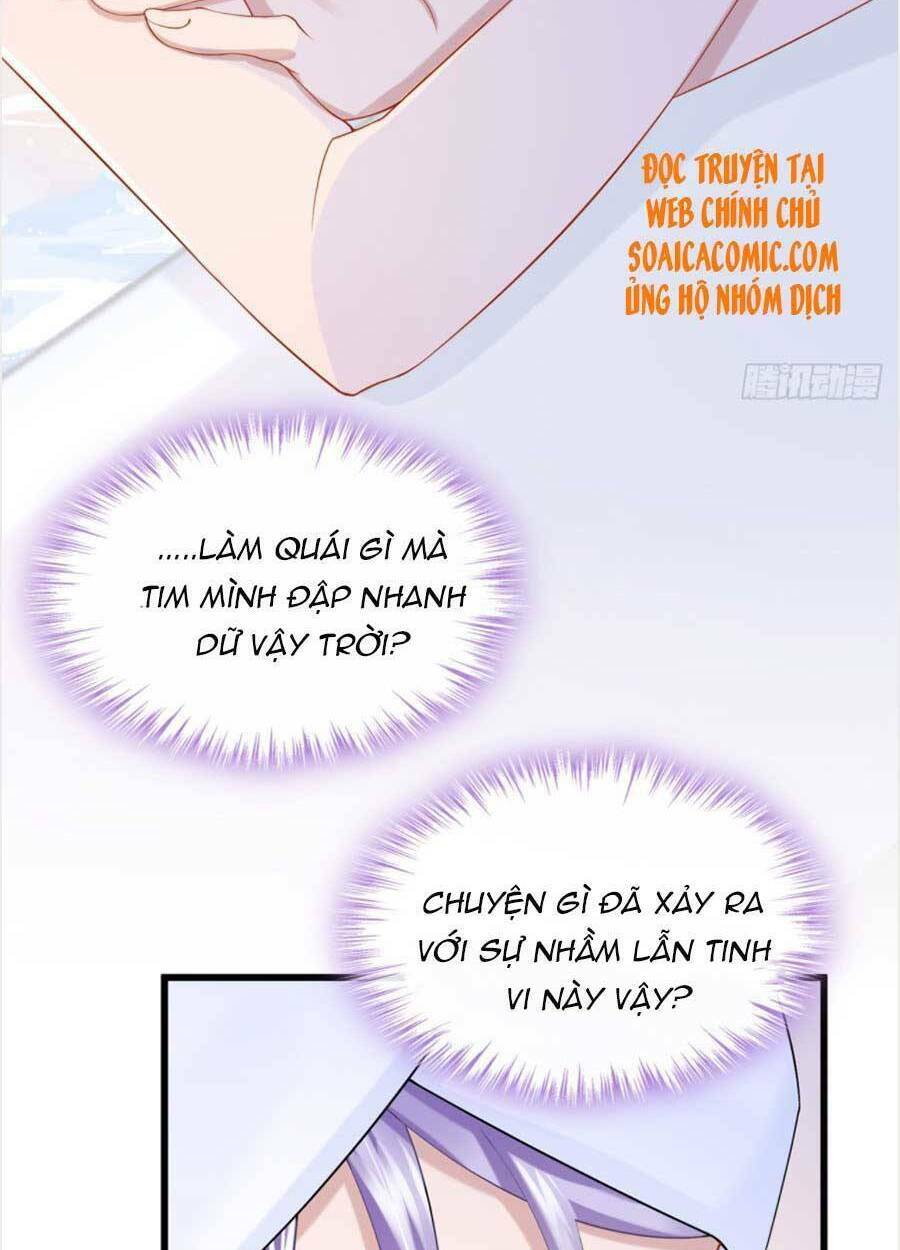 ĐỌC TRUYỆN TẠI
WEB CHÍNH CHỦ
SOAICACOMIC.COM
ỦNG HỘ NHÓM DỊCH
腾讯动漫
.....LÀM QUÁI GÌ MÀ
TIM MÌNH ĐẬP NHANH
DỮ VẬY TRỜI?
CHUYỆN GÌ ĐÃ XẢY RA
VỚI SỰ NHẦM LẪN TINH
VI NÀY VẬY?